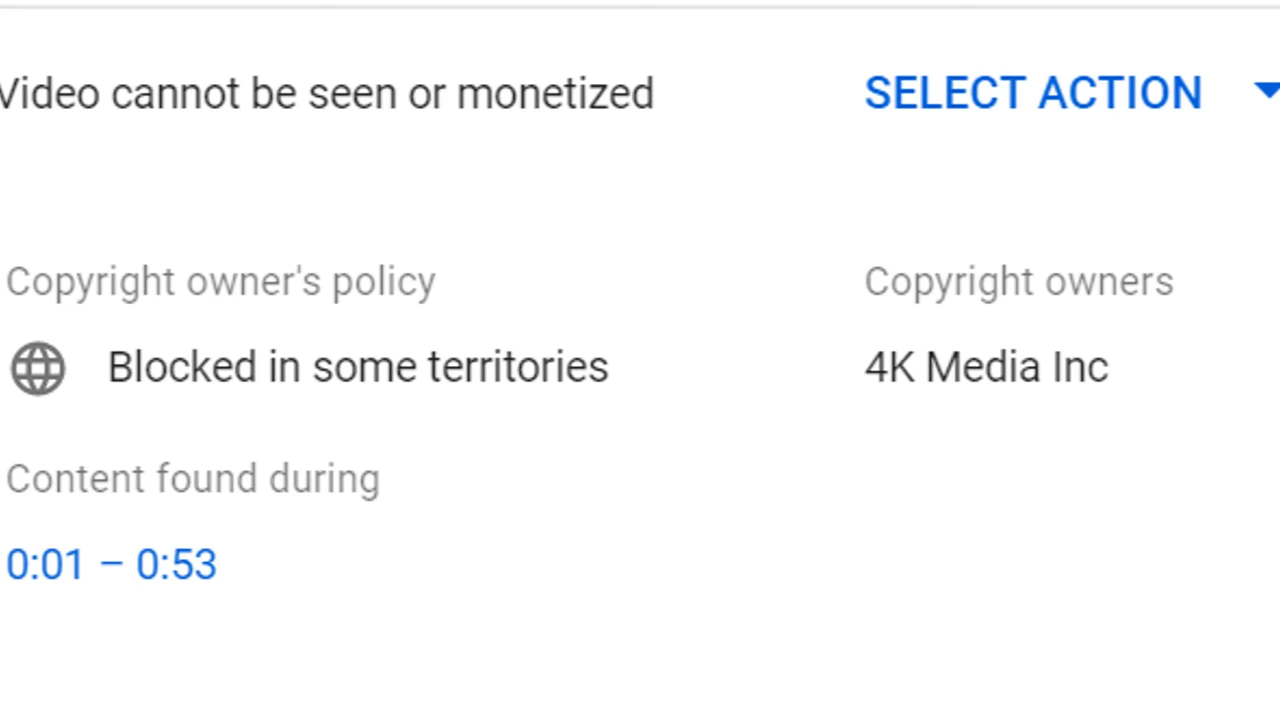 Video cannot be seen or monetized
SELECT ACTION
Copyright owner's policy
Copyright owners
Blocked in some territories
4K Media Inc
Content found during
0:01 – 0:53